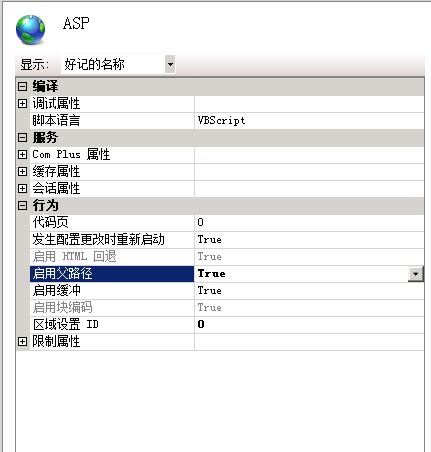 ASP
显示: 好记的名称
编译
调试属性
脚本语言 VBScript
服务
Com Plus 属性
缓存属性
会话属性
行为
代码页 0
发生配置更改时重新启动 True
启用 HTML 回退 True
启用父路径 True
启用缓冲 True
启用块编码 True
区域设置 ID 0
限制属性